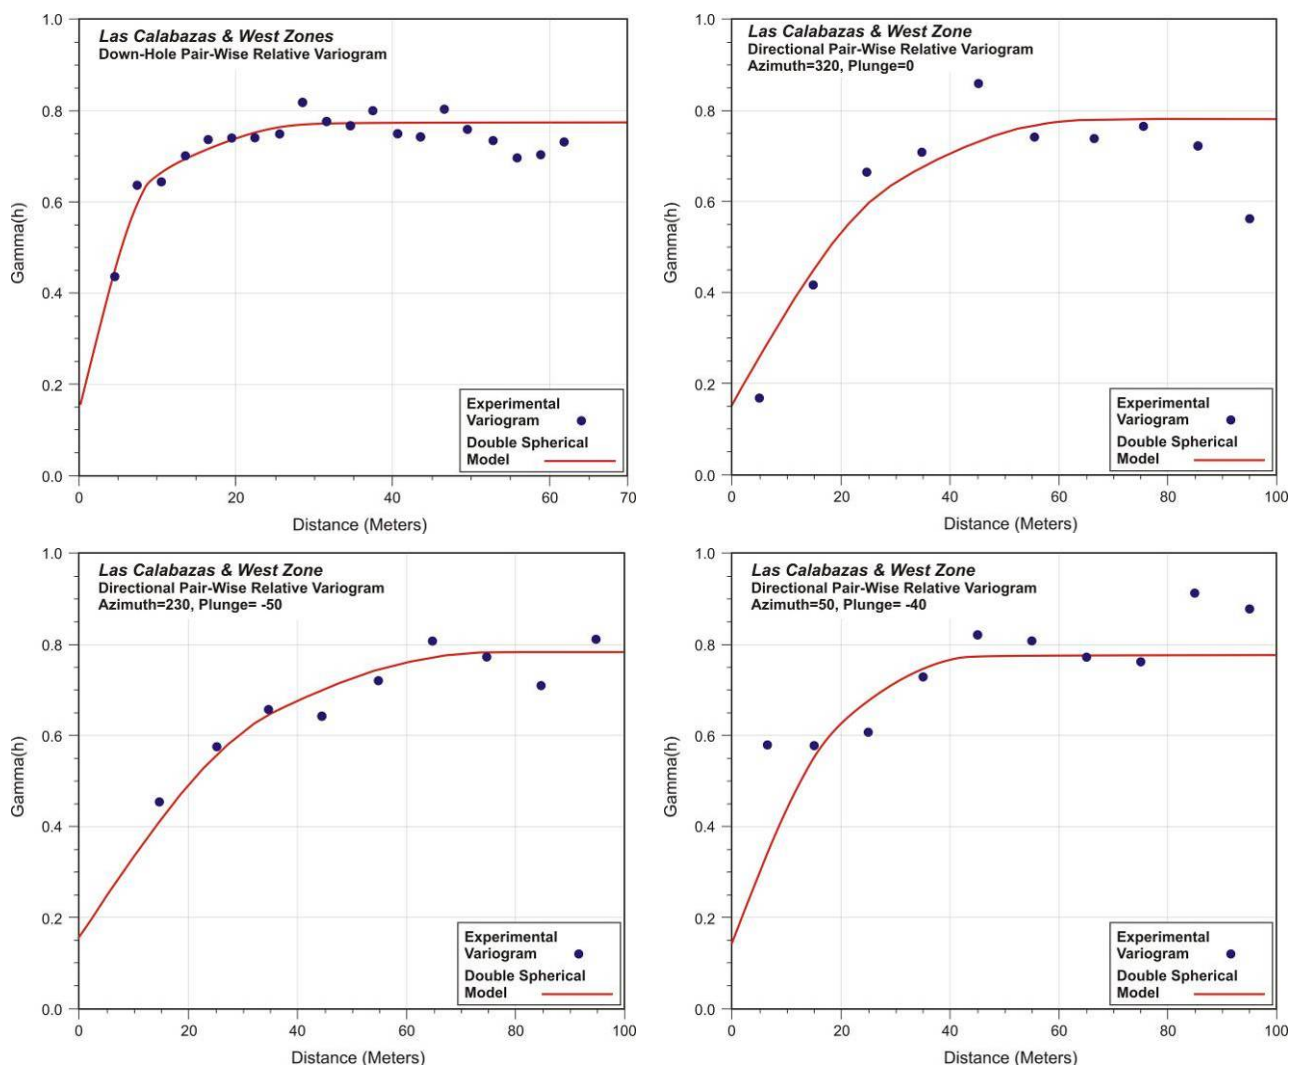 1.0
0.8
0.6
0.4
0.2
0.0
Gamma(h)
Las Calabazas & West Zones
Down-Hole Pair-Wise Relative Variogram
Experimental
Variogram
Double Spherical
Model
0 20 40 60 70
Distance (Meters)
1.0
0.8
0.6
0.4
0.2
0.0
Gamma(h)
Las Calabazas & West Zone
Directional Pair-Wise Relative Variogram
Azimuth=320, Plunge=0
Experimental
Variogram
Double Spherical
Model
0 20 40 60 80 100
Distance (Meters)
1.0
0.8
0.6
0.4
0.2
0.0
Gamma(h)
Las Calabazas & West Zone
Directional Pair-Wise Relative Variogram
Azimuth=230, Plunge= -50
Experimental
Variogram
Double Spherical
Model
0 20 40 60 80 100
Distance (Meters)
1.0
0.8
0.6
0.4
0.2
0.0
Gamma(h)
Las Calabazas & West Zone
Directional Pair-Wise Relative Variogram
Azimuth=50, Plunge= -40
Experimental
Variogram
Double Spherical
Model
0 20 40 60 80 100
Distance (Meters)